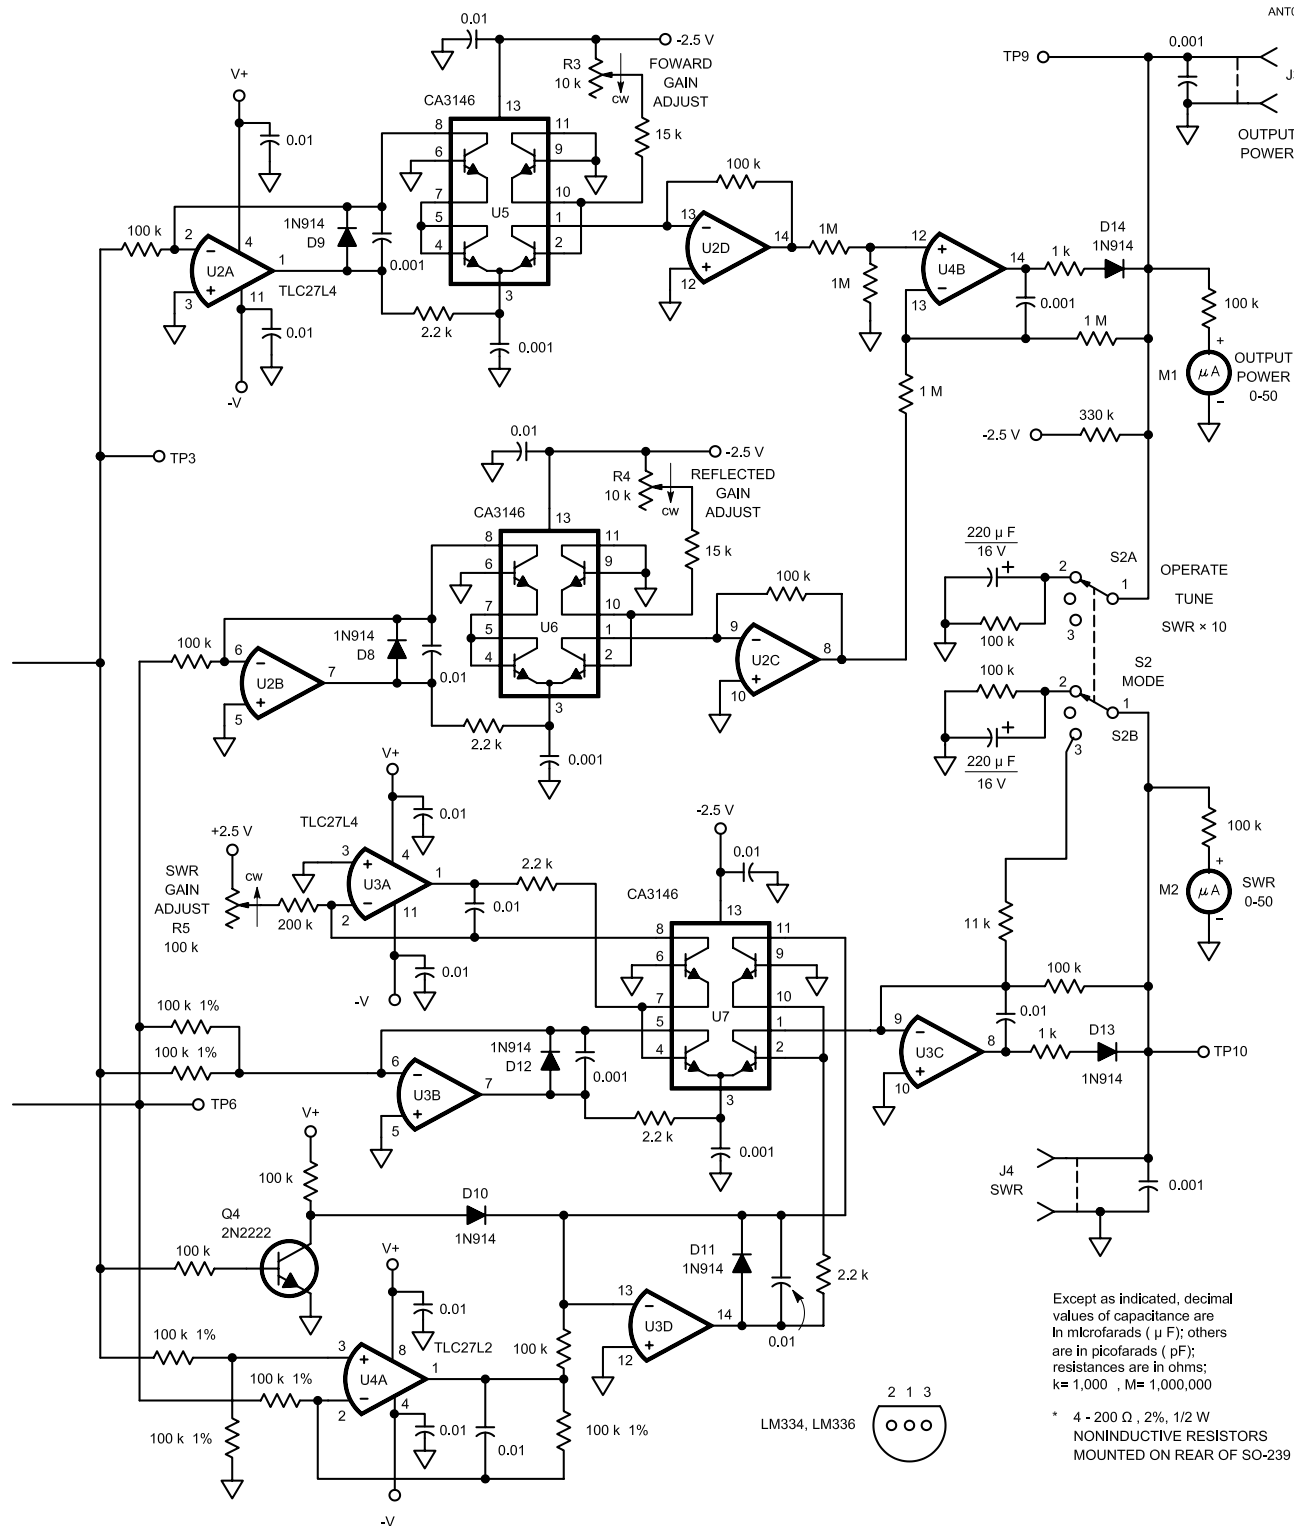 ANT
0.01
-2.5 V
TP9
0.001
J
R3
10 k
cw
FOWARD
GAIN
ADJUST
V+
CA3146
13
8
11
6
9
15 k
OUTPUT
POWER
0.01
7
10
100 k
5
U5
1
4
2
3
1N914
D9
0.001
100 k
2
4
U2A
1
TLC27L4
3
11
0.01
-V
2.2 k
0.001
13
U2D
14
12
1M
1M
12
14
U4B
13
0.001
1 k
D14
1N914
1 M
1 M
100 k
+
M1
μ A
−
OUTPUT
POWER
0-50
-2.5 V
330 k
TP3
0.01
-2.5 V
R4
10 k
cw
REFLECTED
GAIN
ADJUST
CA3146
13
8
11
6
9
15 k
7
10
100 k
U6
5
1
4
2
3
100 k
1N914
D8
0.01
6
U2B
7
5
2.2 k
0.001
9
U2C
8
10
220 μ F
16 V
+
2
S2A
1
3
OPERATE
TUNE
SWR × 10
100 k
100 k
2
S2
MODE
1
S2B
3
+
220 μ F
16 V
V+
0.01
TLC27L4
+2.5 V
SWR
GAIN
ADJUST
R5
100 k
cw
200 k
3
4
U3A
1
2
11
2.2 k
0.01
0.01
-V
-2.5 V
0.01
CA3146
13
8
11
6
9
7
10
U7
5
1
4
2
3
100 k
+
M2
μ A
−
SWR
0-50
11 k
100 k
0.01
9
U3C
8
10
1 k
D13
1N914
TP10
100 k 1%
100 k 1%
6
U3B
7
5
1N914
D12
0.001
2.2 k
0.001
TP6
V+
100 k
Q4
2N2222
100 k
D10
1N914
J4
SWR
0.001
D11
1N914
2.2 k
V+
0.01
TLC27L2
13
U3D
14
12
0.01
100 k 1%
100 k 1%
100 k 1%
3
8
U4A
1
2
4
0.01
-V
0.01
100 k
100 k 1%
2 1 3
LM334, LM336
Except as indicated, decimal
values of capacitance are
In microfarads ( μ F); others
are in picofarads ( pF);
resistances are in ohms;
k= 1,000 , M= 1,000,000
* 4 - 200 Ω , 2%, 1/2 W
NONINDUCTIVE RESISTORS
MOUNTED ON REAR OF SO-239